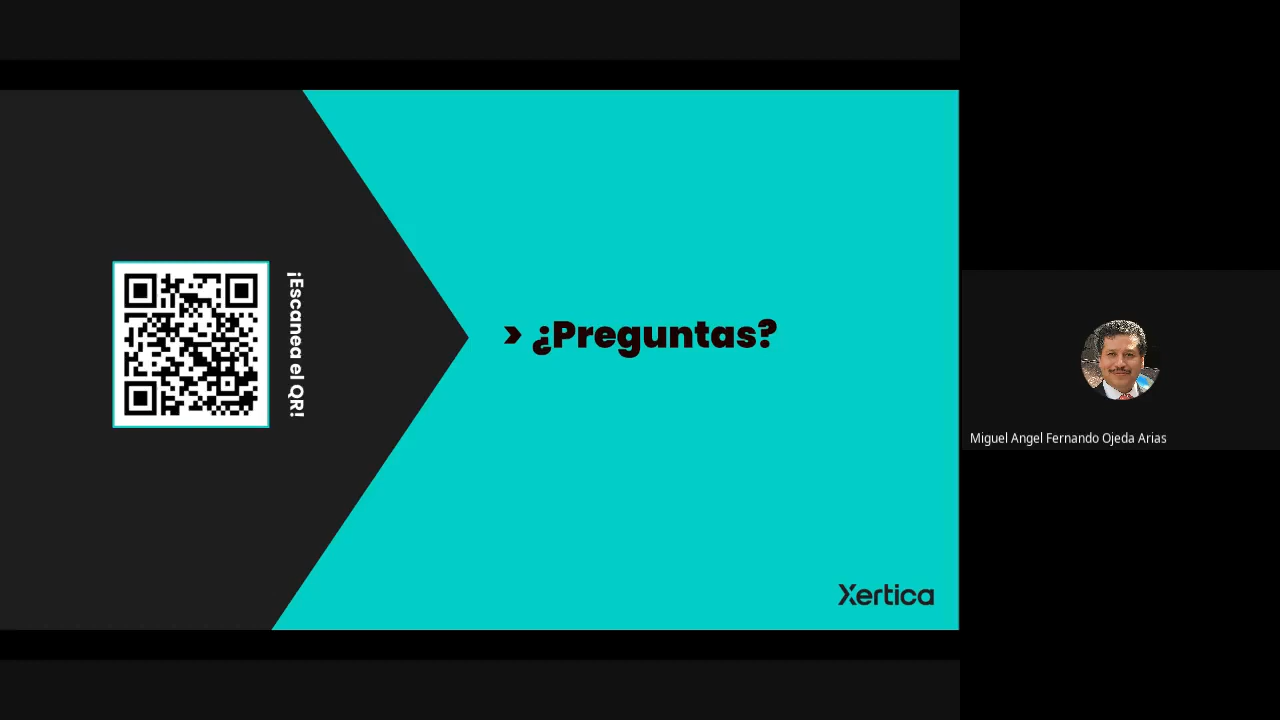 ¡Escanea el QR!
› ¿Preguntas?
Xertica
Miguel Angel Fernando Ojeda Arias